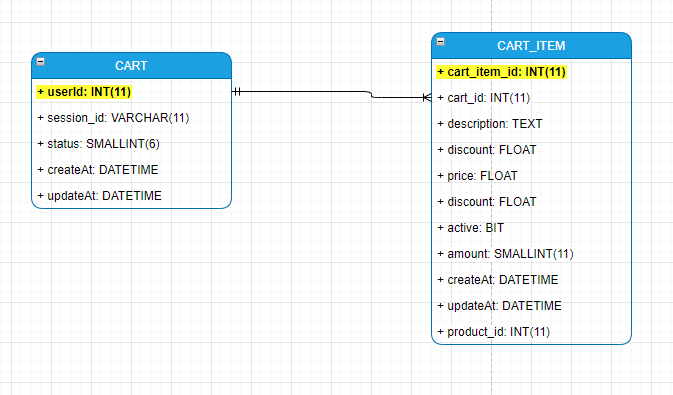 CART
+ userId: INT(11)
+ session_id: VARCHAR(11)
+ status: SMALLINT(6)
+ createAt: DATETIME
+ updateAt: DATETIME
CART_ITEM
+ cart_item_id: INT(11)
+ cart_id: INT(11)
+ description: TEXT
+ discount: FLOAT
+ price: FLOAT
+ discount: FLOAT
+ active: BIT
+ amount: SMALLINT(11)
+ createAt: DATETIME
+ updateAt: DATETIME
+ product_id: INT(11)